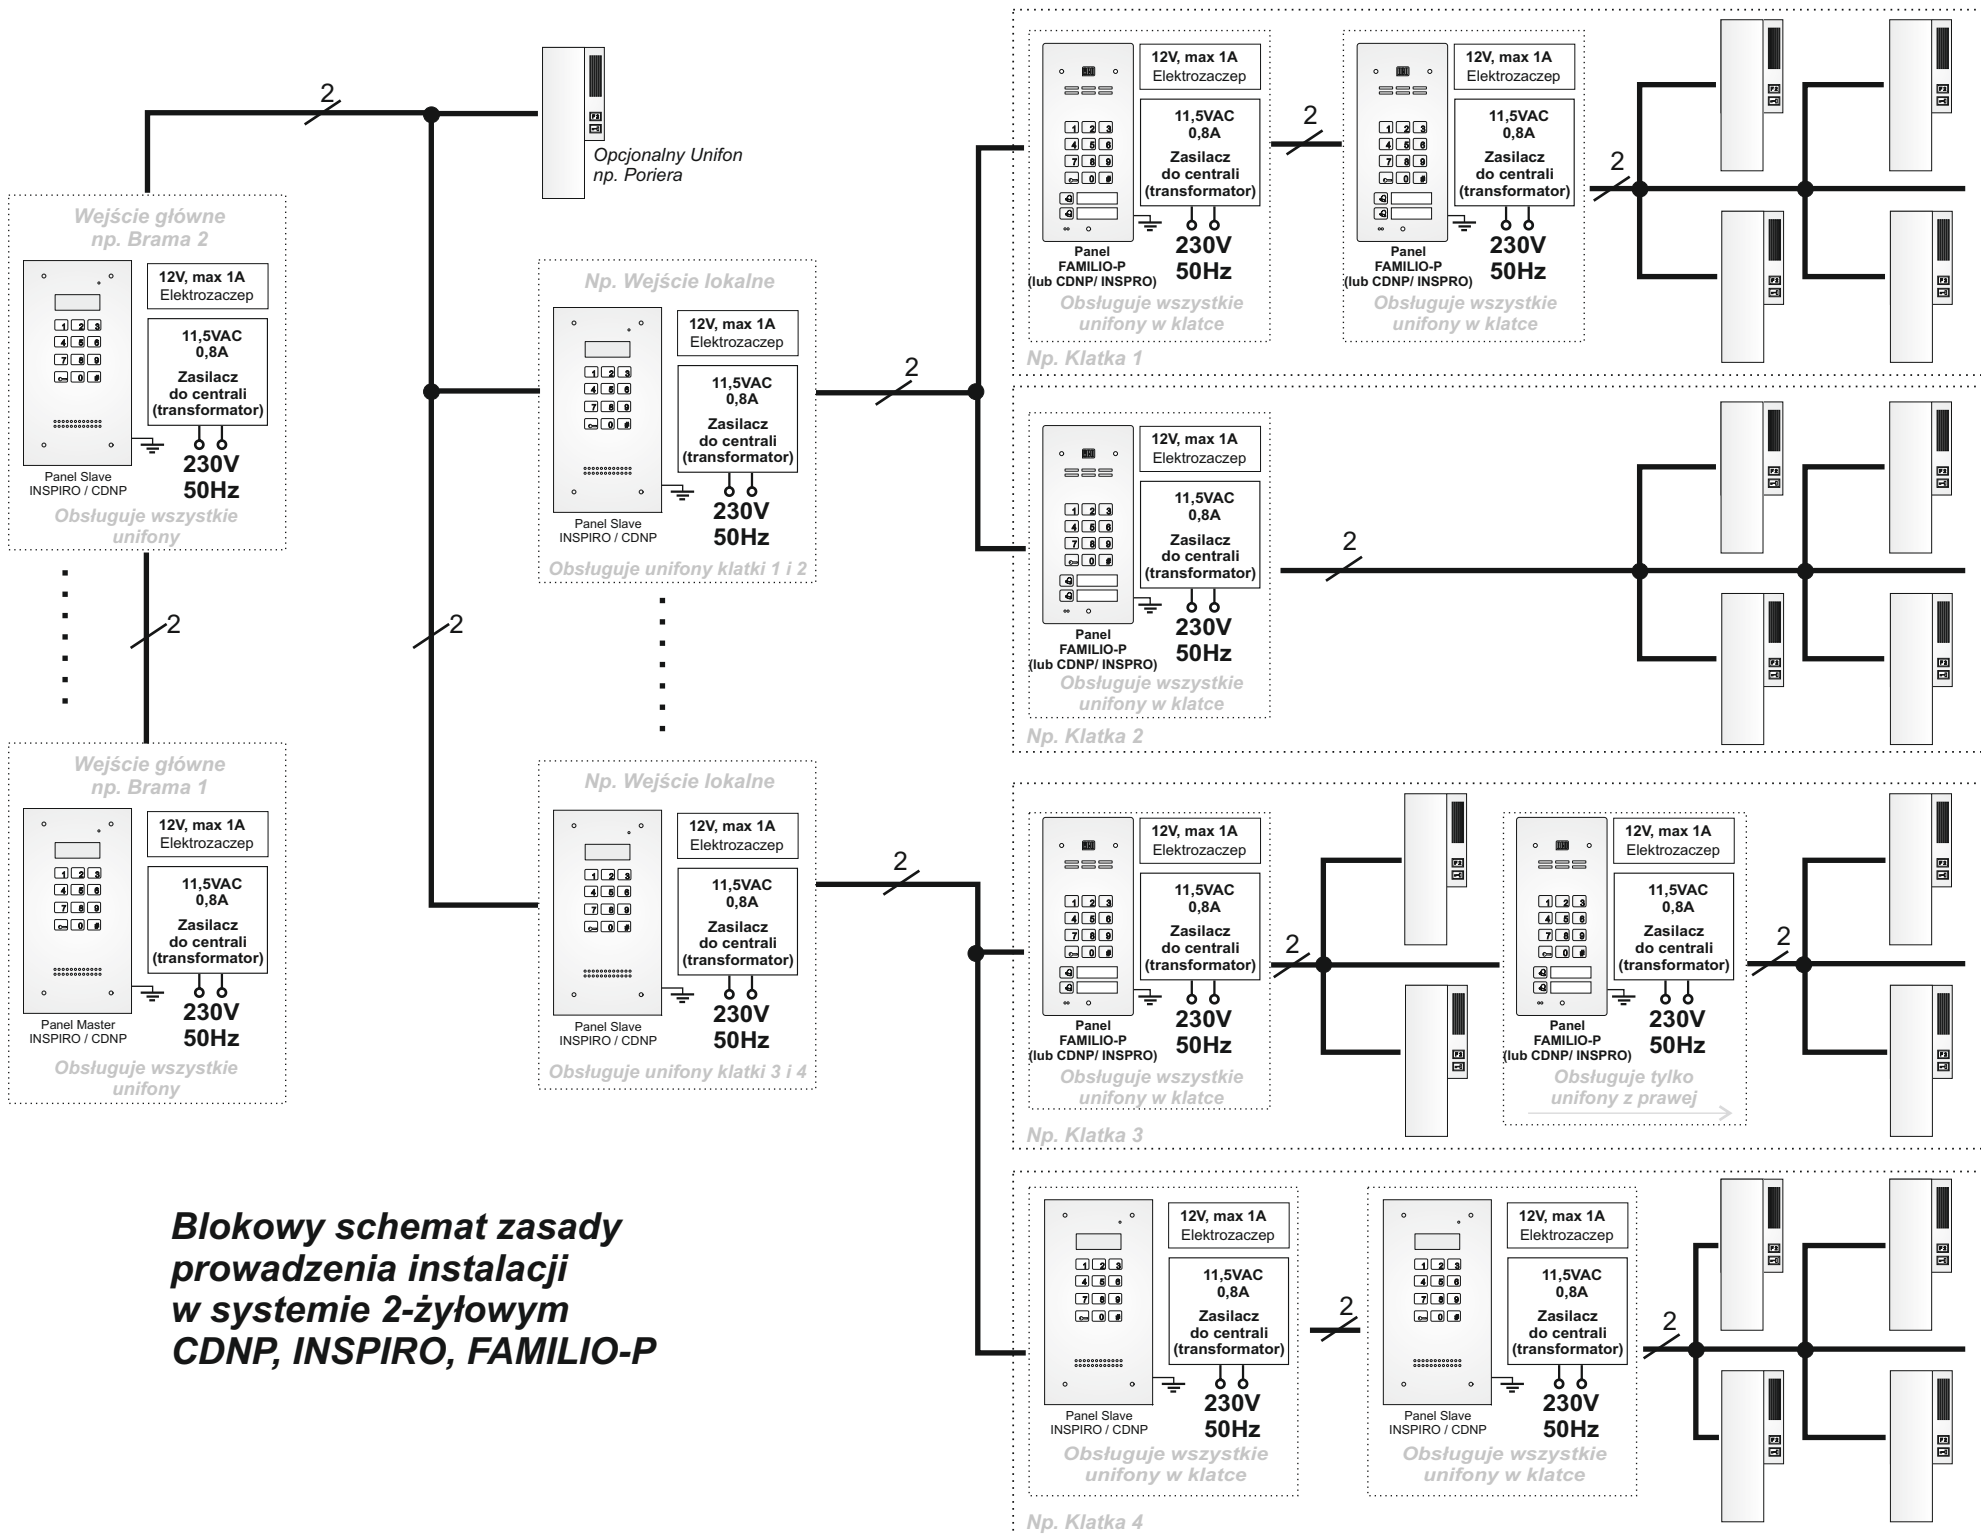 2
Opcjonalny Unifon
np. Poriera
Wejście główne
np. Brama 2
12V, max 1A
Elektrozaczep
11,5VAC
0,8A
Zasilacz
do centrali
(transformator)
230V
50Hz
Panel Slave
INSPIRO / CDNP
Obsługuje wszystkie
unifony
2
Wejście główne
np. Brama 1
12V, max 1A
Elektrozaczep
11,5VAC
0,8A
Zasilacz
do centrali
(transformator)
230V
50Hz
Panel Master
INSPIRO / CDNP
Obsługuje wszystkie
unifony
Np. Wejście lokalne
12V, max 1A
Elektrozaczep
11,5VAC
0,8A
Zasilacz
do centrali
(transformator)
230V
50Hz
Panel Slave
INSPIRO / CDNP
Obsługuje unifony klatki 1 i 2
2
2
Np. Wejście lokalne
12V, max 1A
Elektrozaczep
11,5VAC
0,8A
Zasilacz
do centrali
(transformator)
230V
50Hz
Panel Slave
INSPIRO / CDNP
Obsługuje unifony klatki 3 i 4
2
12V, max 1A
Elektrozaczep
11,5VAC
0,8A
Zasilacz
do centrali
(transformator)
230V
50Hz
Panel
FAMILIO-P
(lub CDNP/ INSPRO)
Obsługuje wszystkie
unifony w klatce
2
12V, max 1A
Elektrozaczep
11,5VAC
0,8A
Zasilacz
do centrali
(transformator)
230V
50Hz
Panel
FAMILIO-P
(lub CDNP/ INSPRO)
Obsługuje wszystkie
unifony w klatce
2
Np. Klatka 1
12V, max 1A
Elektrozaczep
11,5VAC
0,8A
Zasilacz
do centrali
(transformator)
230V
50Hz
Panel
FAMILIO-P
(lub CDNP/ INSPRO)
Obsługuje wszystkie
unifony w klatce
2
Np. Klatka 2
12V, max 1A
Elektrozaczep
11,5VAC
0,8A
Zasilacz
do centrali
(transformator)
230V
50Hz
Panel
FAMILIO-P
(lub CDNP/ INSPRO)
Obsługuje wszystkie
unifony w klatce
2
12V, max 1A
Elektrozaczep
11,5VAC
0,8A
Zasilacz
do centrali
(transformator)
230V
50Hz
Panel
FAMILIO-P
(lub CDNP/ INSPRO)
Obsługuje tylko
unifony z prawej
2
Np. Klatka 3
12V, max 1A
Elektrozaczep
11,5VAC
0,8A
Zasilacz
do centrali
(transformator)
230V
50Hz
Panel Slave
INSPIRO / CDNP
Obsługuje wszystkie
unifony w klatce
2
12V, max 1A
Elektrozaczep
11,5VAC
0,8A
Zasilacz
do centrali
(transformator)
230V
50Hz
Panel Slave
INSPIRO / CDNP
Obsługuje wszystkie
unifony w klatce
2
Np. Klatka 4
Blokowy schemat zasady
prowadzenia instalacji
w systemie 2-żyłowym
CDNP, INSPIRO, FAMILIO-P